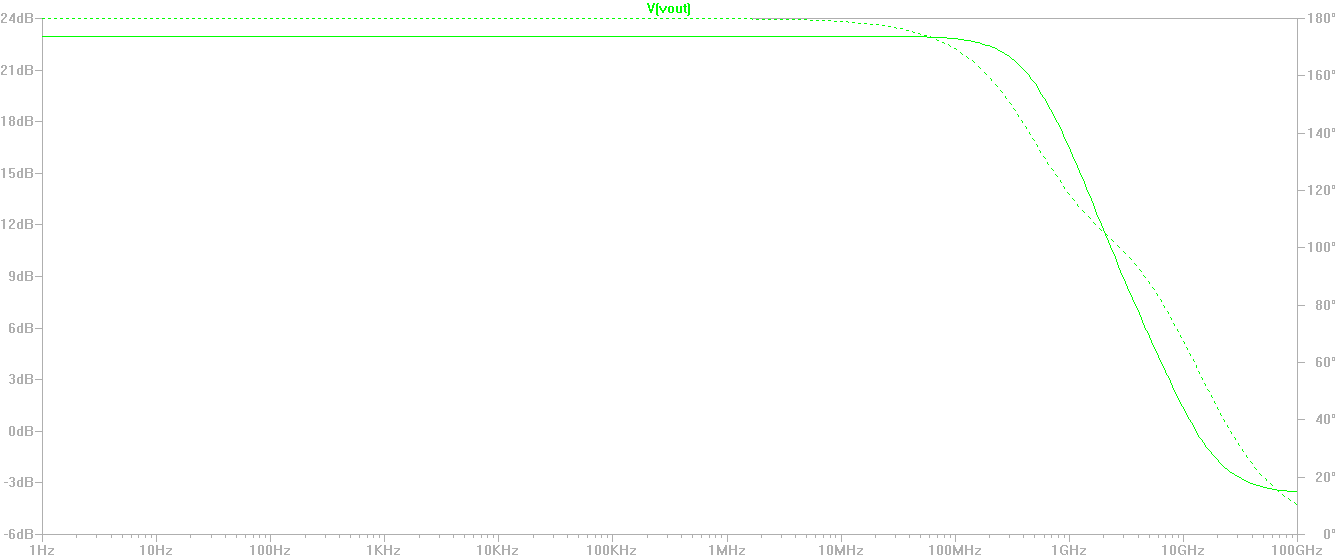 V(vout)
24dB
180°
21dB
160°
18dB
140°
15dB
120°
12dB
100°
9dB
80°
6dB
60°
3dB
40°
0dB
-3dB
20°
-6dB
0°
1Hz 10Hz 100Hz 1KHz 10KHz 100KHz 1MHz 10MHz 100MHz 1GHz 10GHz 100GHz